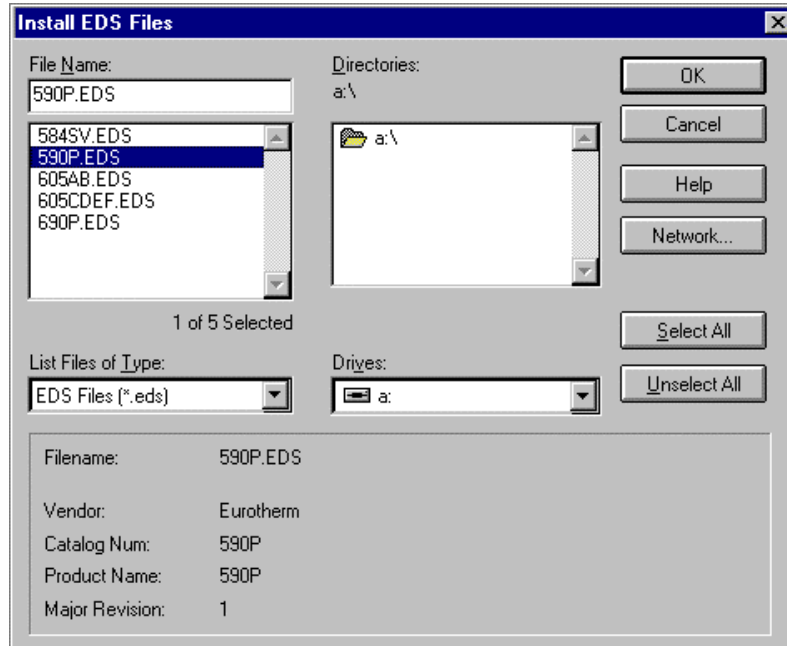 Install EDS Files
File Name:
590P.EDS
584SV.EDS
590P.EDS
605AB.EDS
605CDEF.EDS
690P.EDS
1 of 5 Selected
List Files of Type:
EDS Files (*.eds)
Directories:
a:\
a:\
Drives:
a:
OK
Cancel
Help
Network...
Select All
Unselect All
Filename: 590P.EDS
Vendor: Eurotherm
Catalog Num: 590P
Product Name: 590P
Major Revision: 1